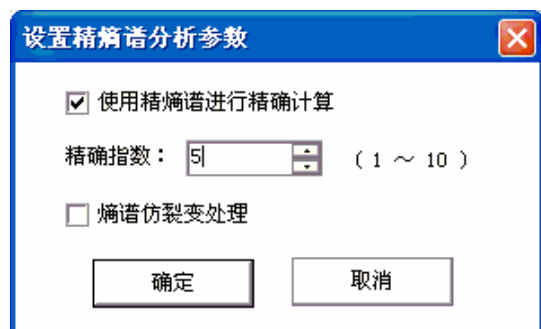 设置精熵谱分析参数
使用精熵谱进行精确计算
精确指数： 5 （ 1 ～ 10 ）
熵谱仿裂变处理
确定 取消